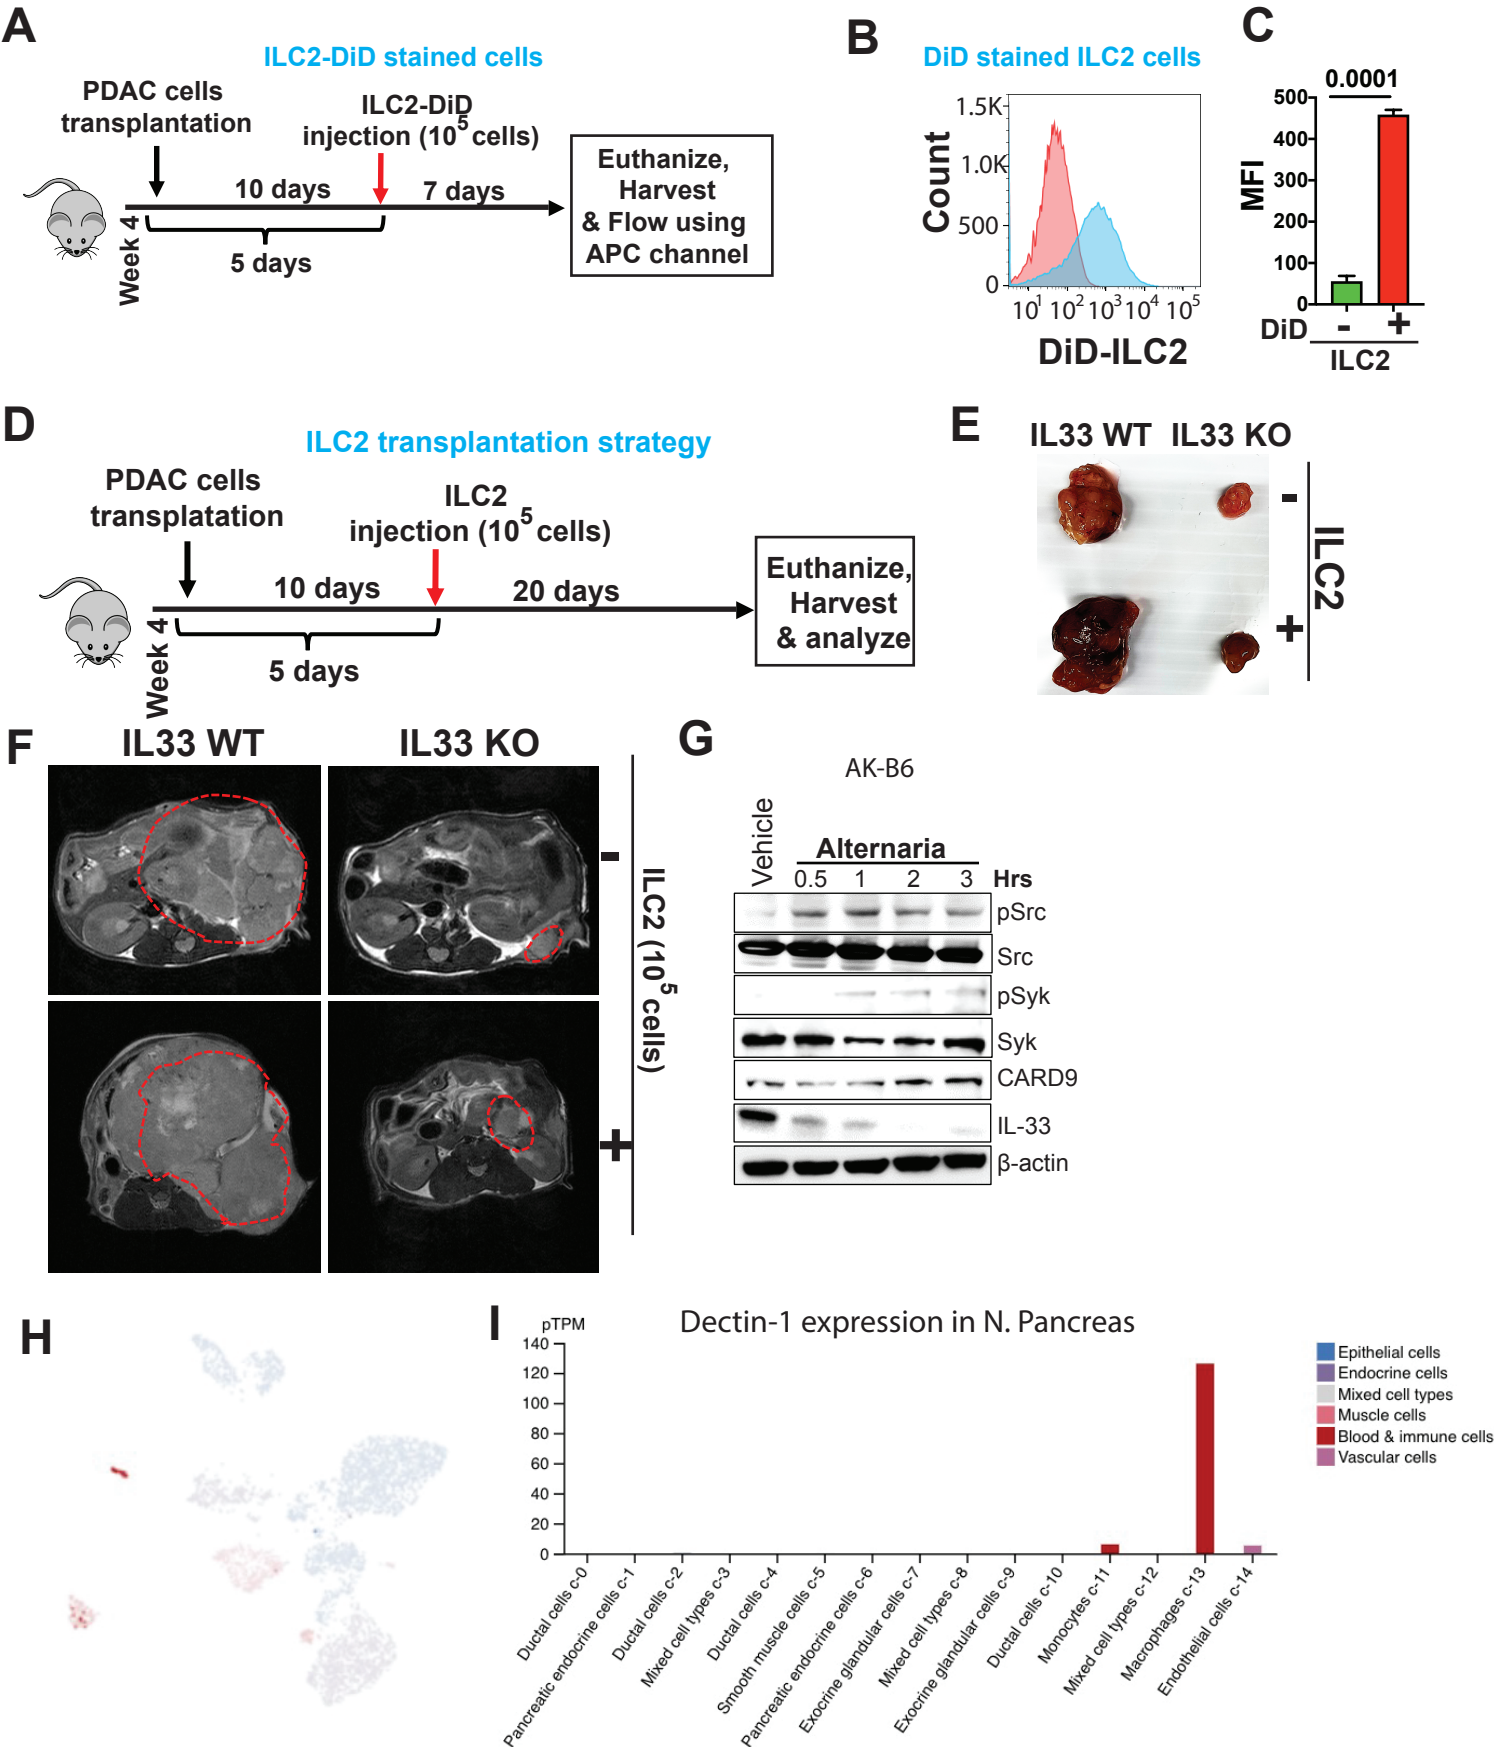 A
ILC2-DiD stained cells
PDAC cells
transplantation
ILC2-DiD
injection (10⁵ cells)
10 days
7 days
5 days
Week 4
Euthanize,
Harvest
& Flow using
APC channel
B
DiD stained ILC2 cells
Count
1.5K
1.0K
500
0
10¹ 10² 10³ 10⁴ 10⁵
DiD-ILC2
C
0.0001
MFI
500
400
300
200
100
0
DiD - +
ILC2
D
ILC2 transplantation strategy
PDAC cells
transplatation
ILC2
injection (10⁵ cells)
10 days
20 days
5 days
Week 4
Euthanize,
Harvest
& analyze
E
IL33 WT IL33 KO
-
+
ILC2
F
IL33 WT IL33 KO
-
+
ILC2 (10⁵ cells)
G
AK-B6
Vehicle
Alternaria
0.5 1 2 3 Hrs
pSrc
Src
pSyk
Syk
CARD9
IL-33
β-actin
H
I
Dectin-1 expression in N. Pancreas
pTPM
140
120
100
80
60
40
20
0
Ductal cells c-0
Pancreatic endocrine cells c-1
Ductal cells c-2
Mixed cell types c-3
Ductal cells c-4
Smooth muscle cells c-5
Pancreatic endocrine cells c-6
Exocrine glandular cells c-7
Mixed cell types c-8
Exocrine glandular cells c-9
Ductal cells c-10
Monocytes c-11
Mixed cell types c-12
Macrophages c-13
Endothelial cells c-14
Epithelial cells
Endocrine cells
Mixed cell types
Muscle cells
Blood & immune cells
Vascular cells